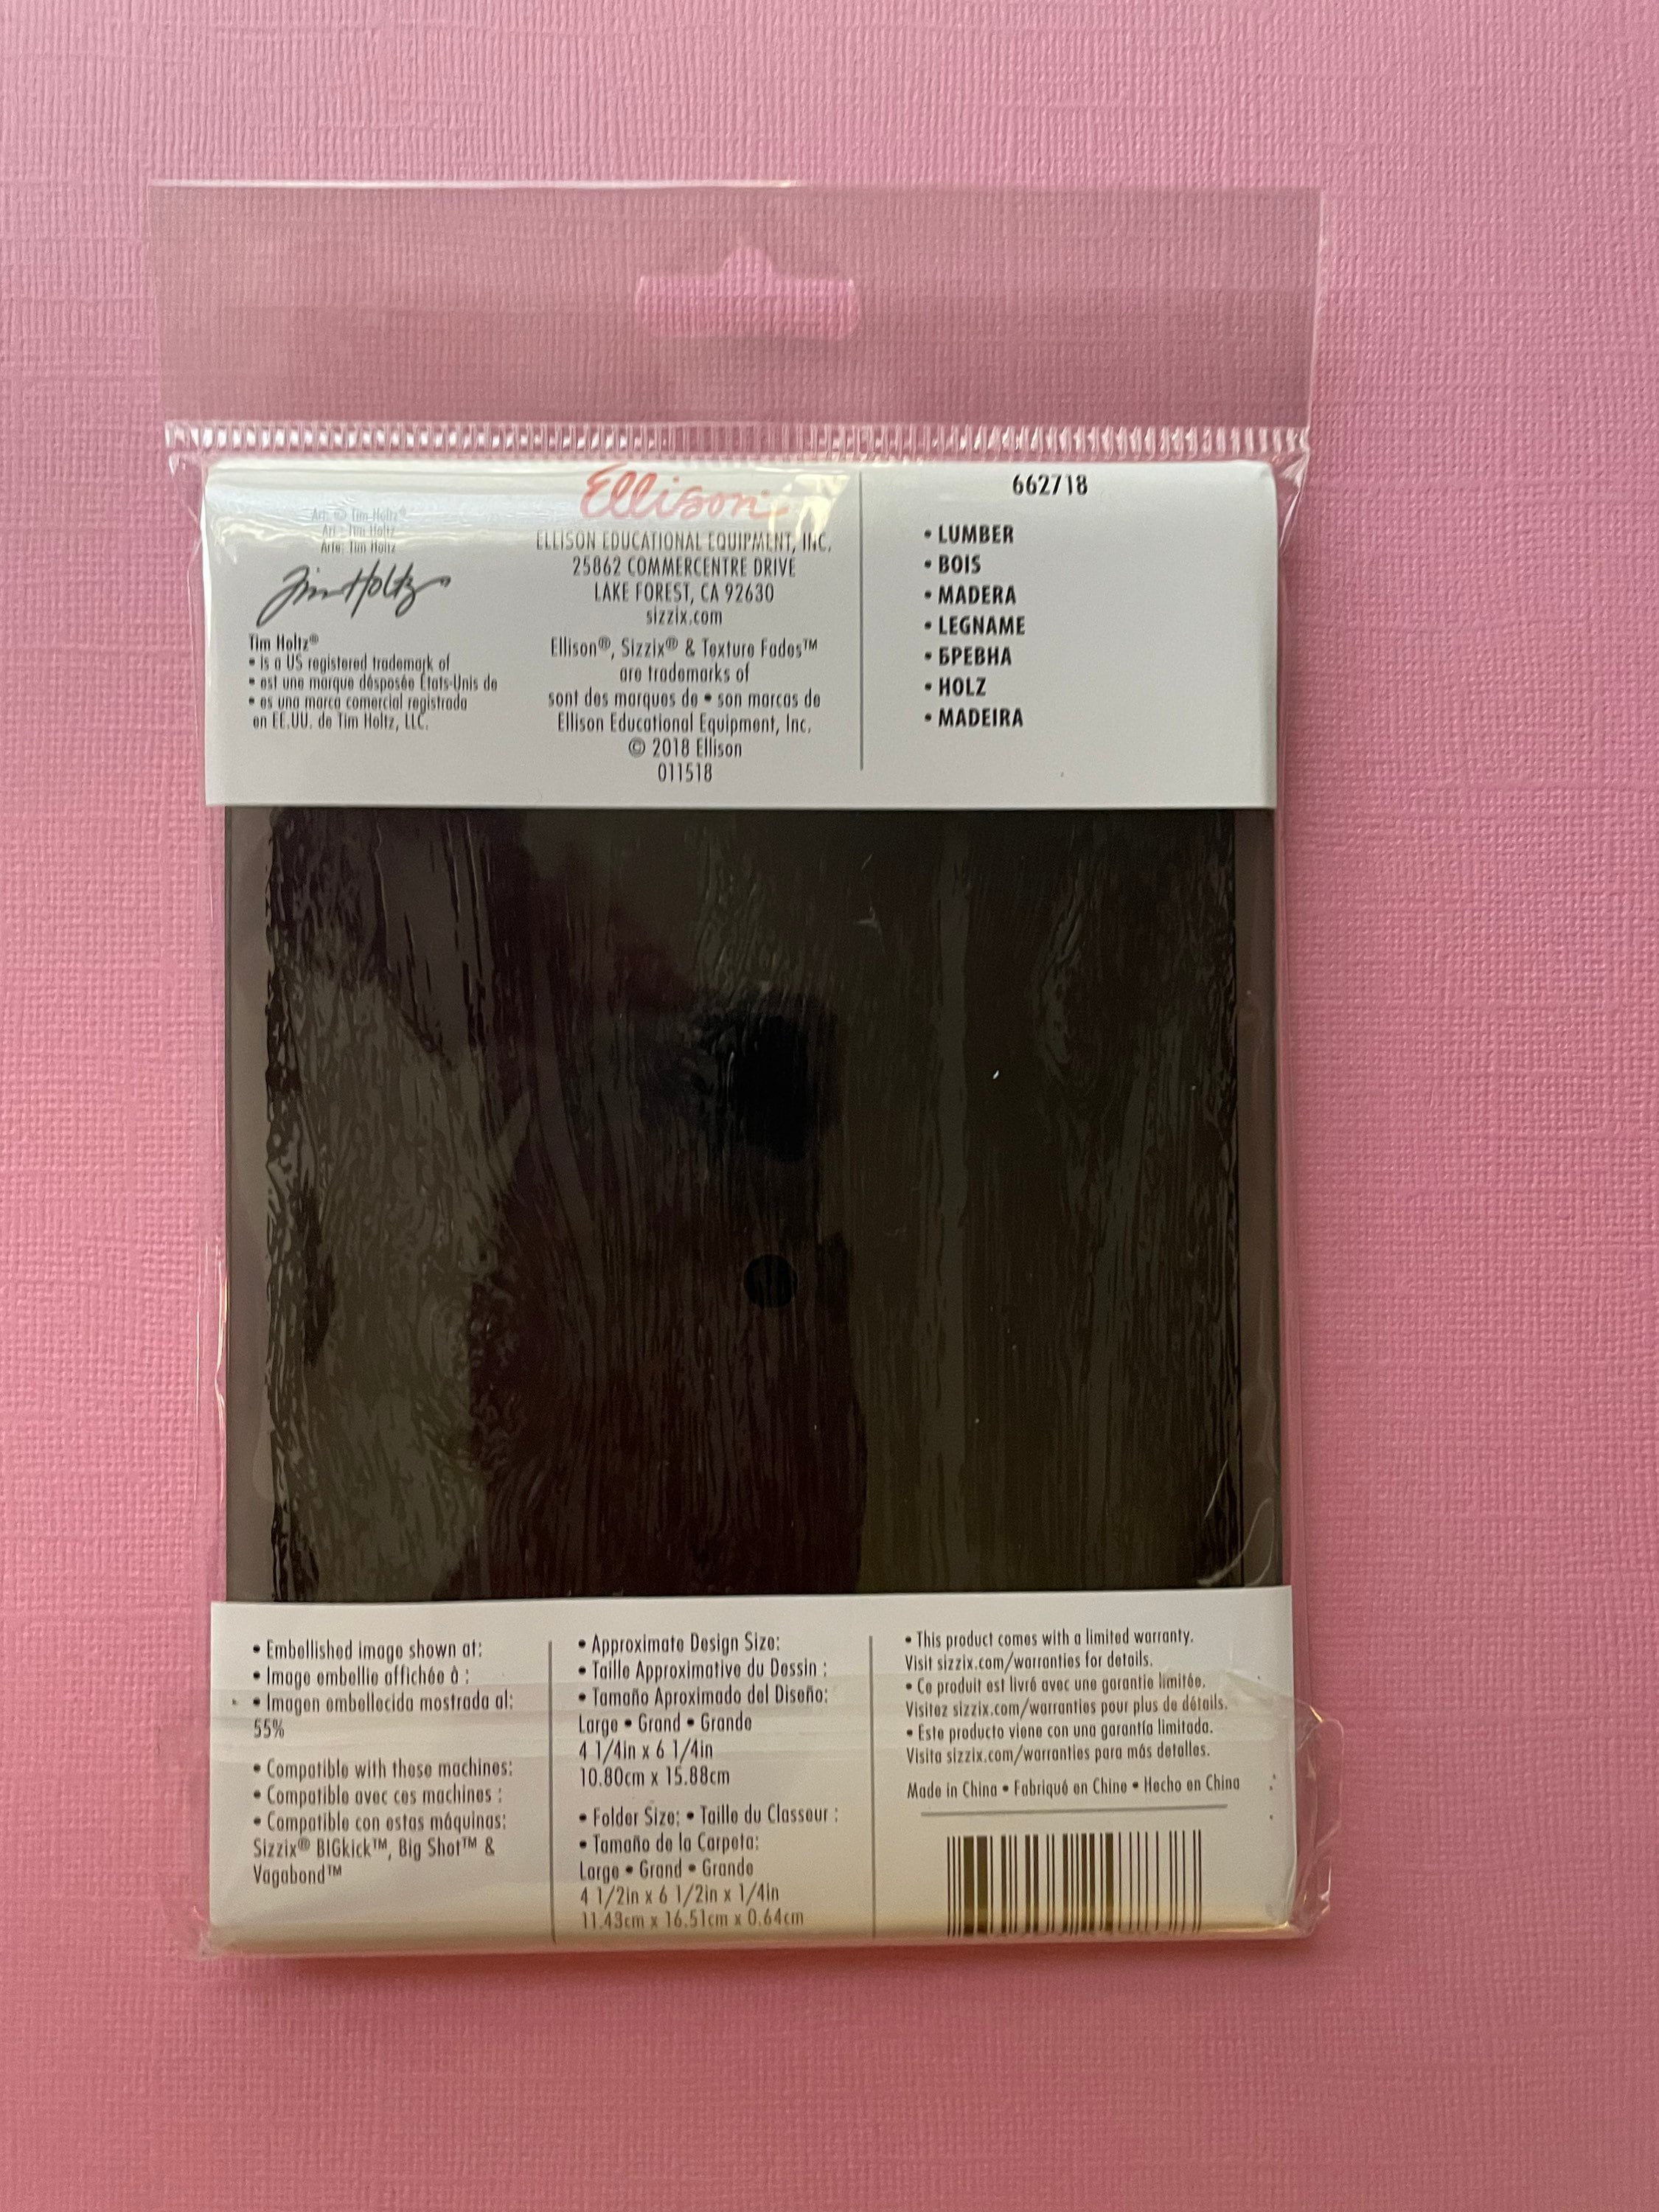 Art: © Tim Holtz®
Art : Tim Holtz
Arte: Tim Holtz
Tim Holtz
Tim Holtz®
• is a US registered trademark of
• est une marque désposée États-Unis de
• es una marca comercial registrada
en EE.UU. de Tim Holtz, LLC.
Ellison
ELLISON EDUCATIONAL EQUIPMENT, INC.
25862 COMMERCENTRE DRIVE
LAKE FOREST, CA 92630
sizzix.com
Ellison®, Sizzix® & Texture Fades™
are trademarks of
sont des marques de • son marcas de
Ellison Educational Equipment, Inc.
© 2018 Ellison
011518
662718
• LUMBER
• BOIS
• MADERA
• LEGNAME
• БРЕВНА
• HOLZ
• MADEIRA
• Embellished image shown at:
• Image embellie affichée à :
• Imagen embellecida mostrada al:
55%
• Compatible with these machines:
• Compatible avec ces machines :
• Compatible con estas máquinas:
Sizzix® BIGkick™, Big Shot™ &
Vagabond™
• Approximate Design Size:
• Taille Approximative du Dessin :
• Tamaño Aproximado del Diseño:
Large • Grand • Grande
4 1/4in x 6 1/4in
10.80cm x 15.88cm
• Folder Size: • Taille du Classeur :
• Tamaño de la Carpeta:
Large • Grand • Grande
4 1/2in x 6 1/2in x 1/4in
11.43cm x 16.51cm x 0.64cm
• This product comes with a limited warranty.
Visit sizzix.com/warranties for details.
• Ce produit est livré avec une garantie limitée.
Visitez sizzix.com/warranties pour plus de détails.
• Este producto viene con una garantía limitada.
Visita sizzix.com/warranties para más detalles.
Made in China • Fabriqué en Chine • Hecho en China